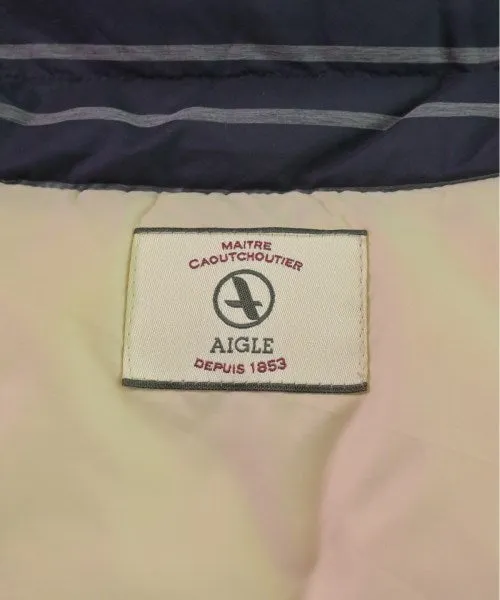 MAITRE
CAOUTCHOUTIER
AIGLE
DEPUIS 1853